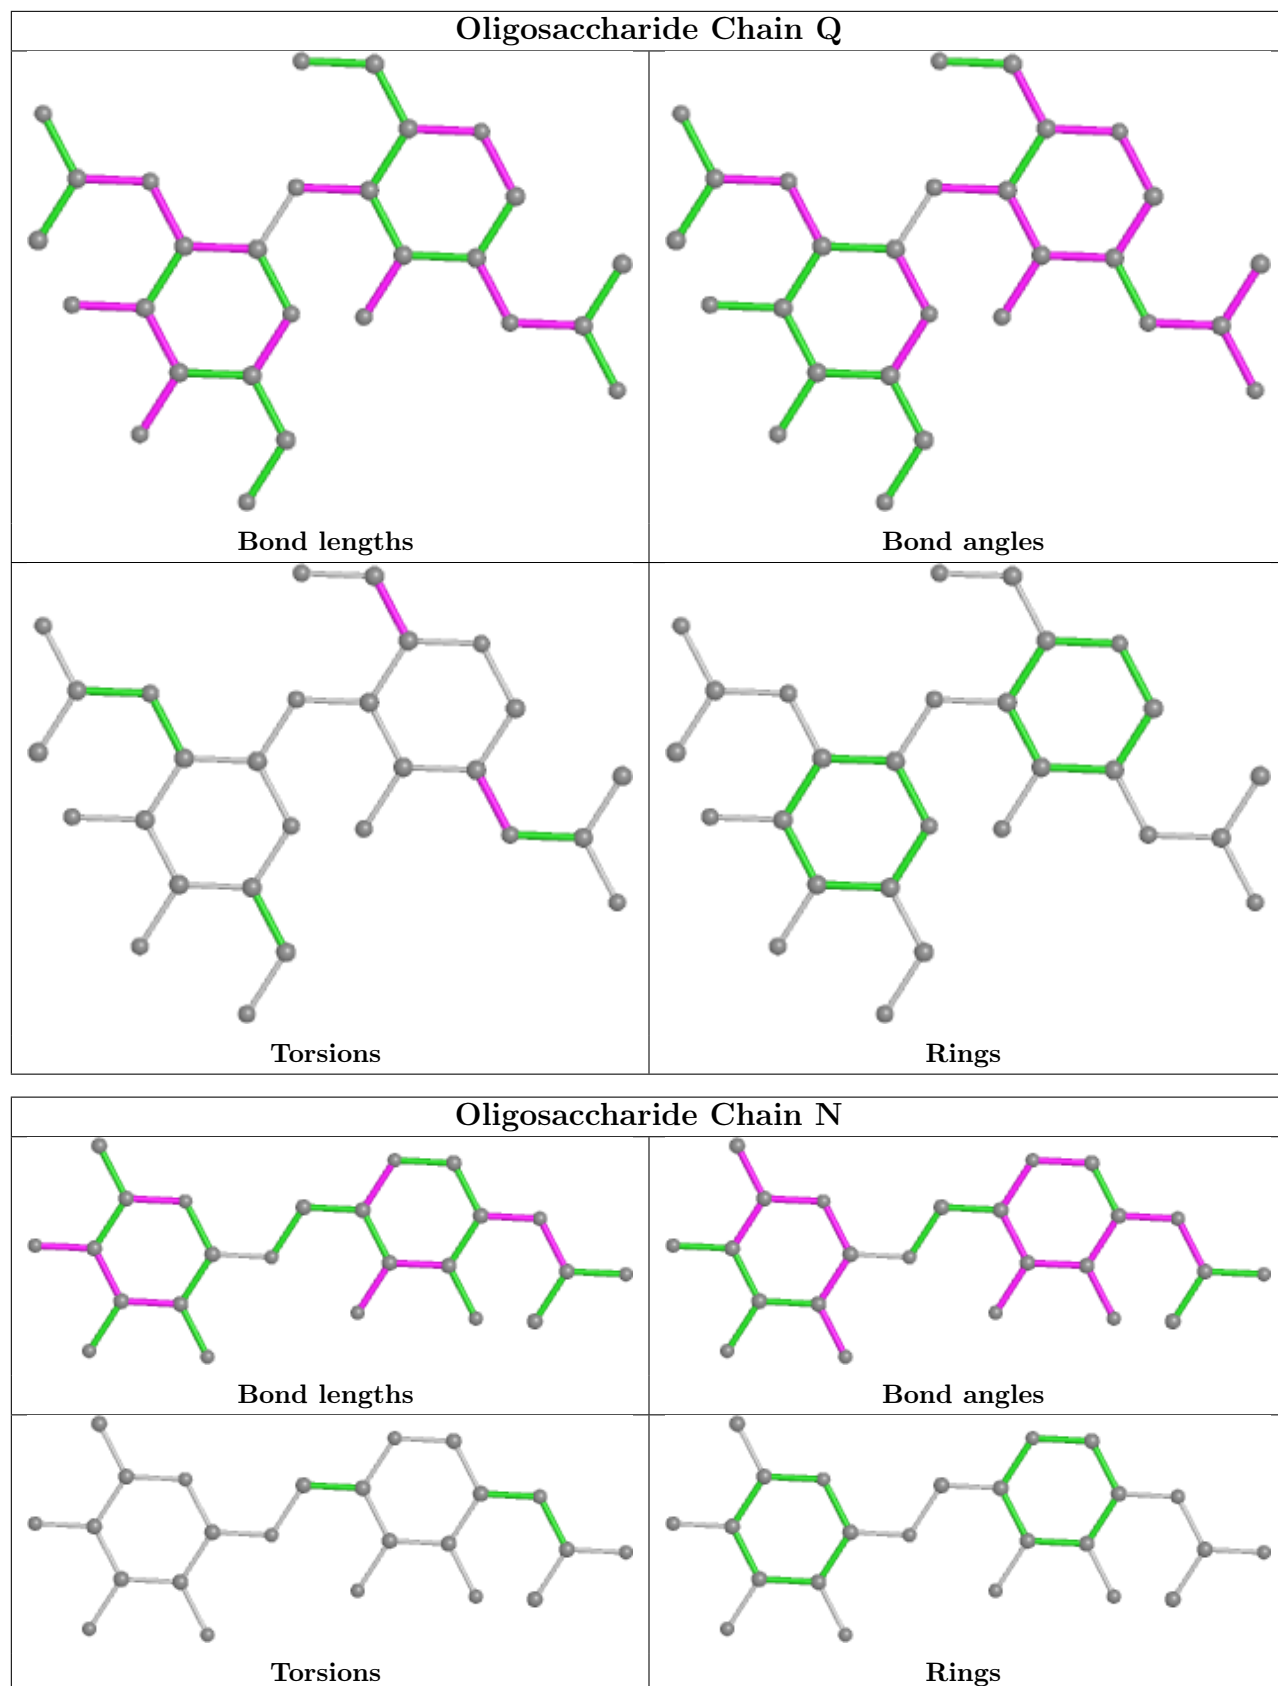 Oligosaccharide Chain Q
Bond lengths
Bond angles
Torsions
Rings
Oligosaccharide Chain N
Bond lengths
Bond angles
Torsions
Rings